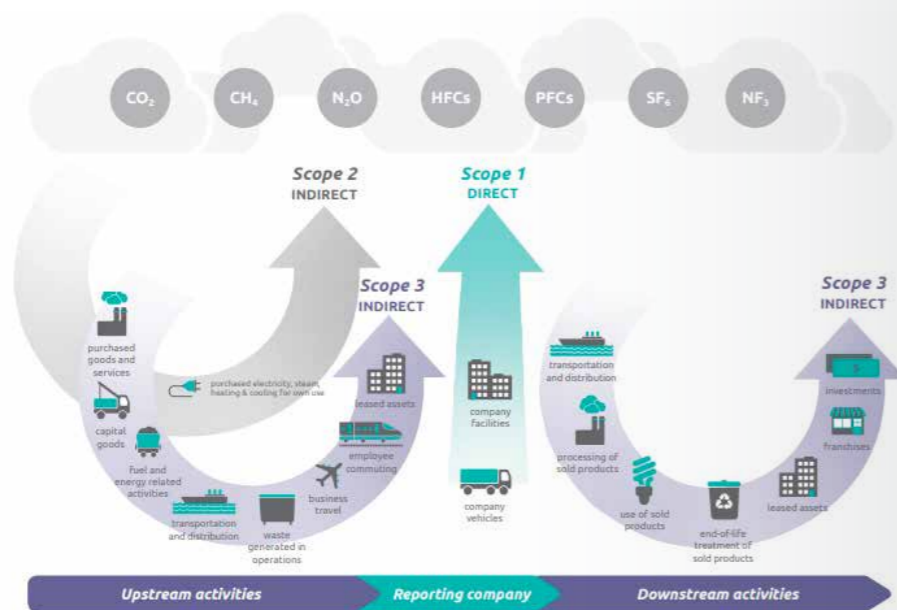 CO₂ CH₄ N₂O HFCs PFCs SF₆ NF₃
Scope 2
INDIRECT
Scope 1
DIRECT
Scope 3
INDIRECT
Scope 3
INDIRECT
purchased
goods and
services
capital
goods
fuel and
energy related
activities
transportation
and distribution
waste
generated in
operations
business
travel
employee
commuting
leased assets
purchased electricity, steam,
heating & cooling for own use
company
facilities
company
vehicles
transportation
and distribution
processing of
sold products
use of sold
products
end-of-life
treatment of
sold products
leased assets
franchises
investments
$
Upstream activities
Reporting company
Downstream activities